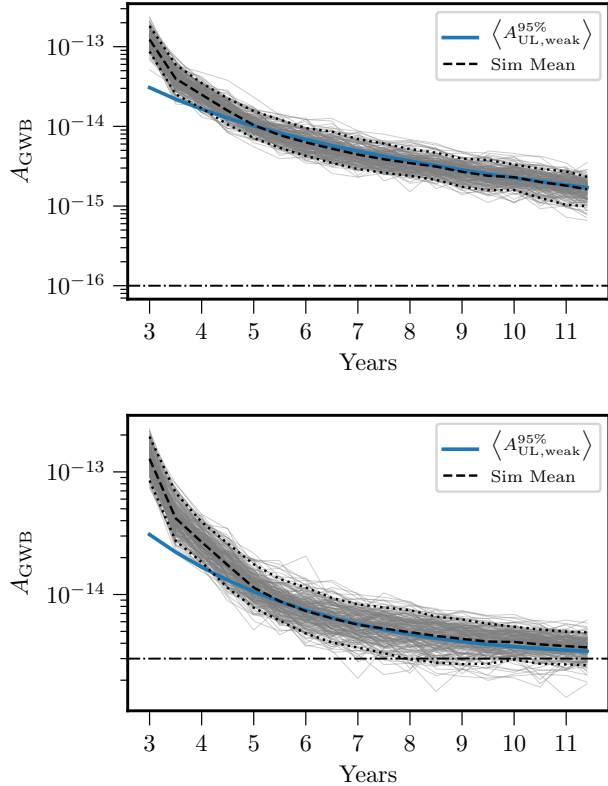 10^{-13}
10^{-14}
10^{-15}
10^{-16}
A_{GWB}
⟨A^{95%}_{UL,weak}⟩
Sim Mean
3 4 5 6 7 8 9 10 11
Years
10^{-13}
10^{-14}
A_{GWB}
⟨A^{95%}_{UL,weak}⟩
Sim Mean
3 4 5 6 7 8 9 10 11
Years